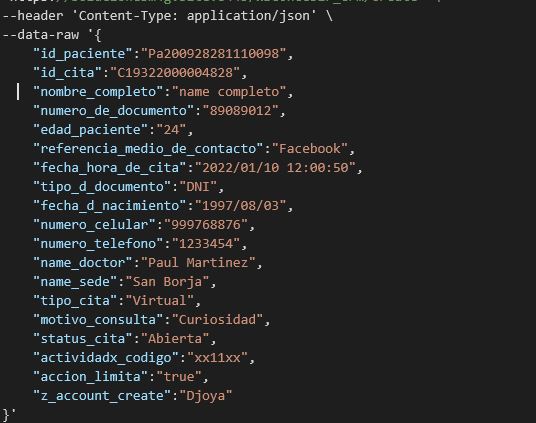 --header 'Content-Type: application/json' \
--data-raw '{
"id_paciente":"Pa200928281110098",
"id_cita":"C19322000004828",
"nombre_completo":"name completo",
"numero_de_documento":"89089012",
"edad_paciente":"24",
"referencia_medio_de_contacto":"Facebook",
"fecha_hora_de_cita":"2022/01/10 12:00:50",
"tipo_d_documento":"DNI",
"fecha_d_nacimiento":"1997/08/03",
"numero_celular":"999768876",
"numero_telefono":"1233454",
"name_doctor":"Paul Martinez",
"name_sede":"San Borja",
"tipo_cita":"Virtual",
"motivo_consulta":"Curiosidad",
"status_cita":"Abierta",
"actividadx_codigo":"xx11xx",
"accion_limita":"true",
"z_account_create":"Djoya"
}'